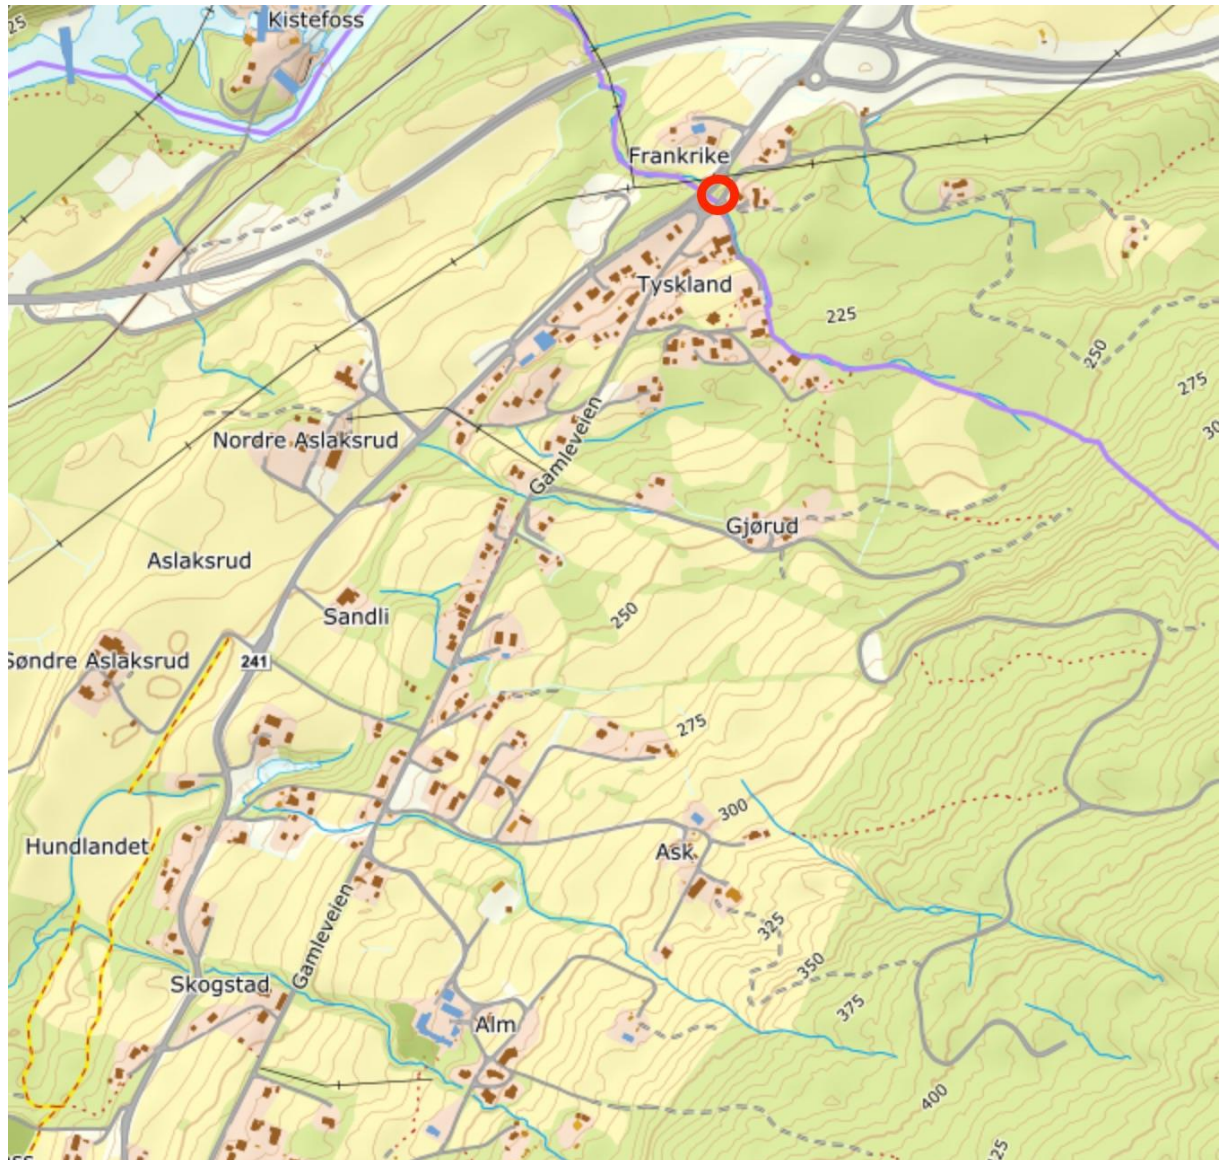 25
Kistefoss
Frankrike
Tyskland
225
250
275
Nordre Aslaksrud
Gamleveien
Gjørud
Aslaksrud
Sandli
250
Søndre Aslaksrud
241
275
300
Hundlandet
Ask
325
Gamleveien
350
Skogstad
375
Alm
400